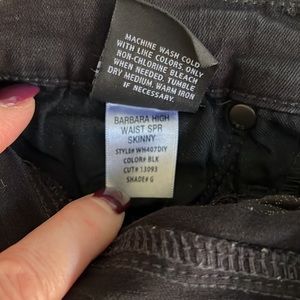 MACHINE WASH COLD
WITH LIKE COLORS ONLY
NON-CHLORINE BLEACH
WHEN NEEDED. TUMBLE
DRY MEDIUM. WARM IRON
IF NECESSARY.
BARBARA HIGH
WAIST SPR
SKINNY
STYLE# WH407DIY
COLOR# BLK
CUT# 13093
SHADE# G